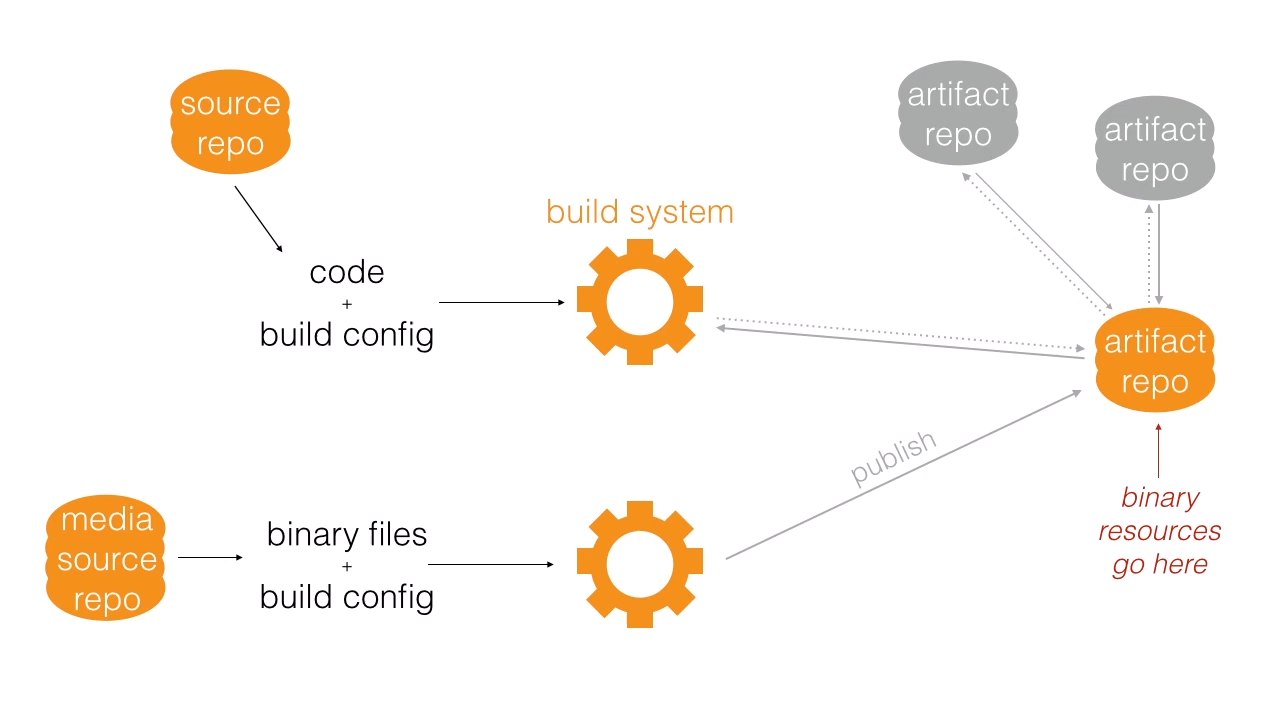 source
repo
artifact
repo
artifact
repo
build system
code
+
build config
artifact
repo
publish
binary
resources
go here
media
source
repo
binary files
+
build config